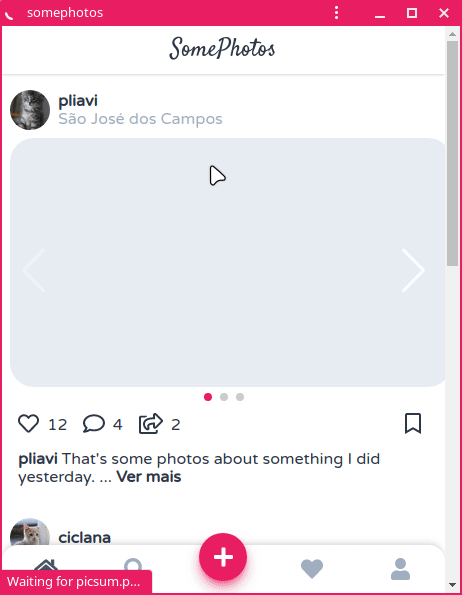 somephotos
SomePhotos
pliavi
São José dos Campos
12 4 2
pliavi That's some photos about something I did
yesterday. ... Ver mais
ciclana
Waiting for picsum.p...